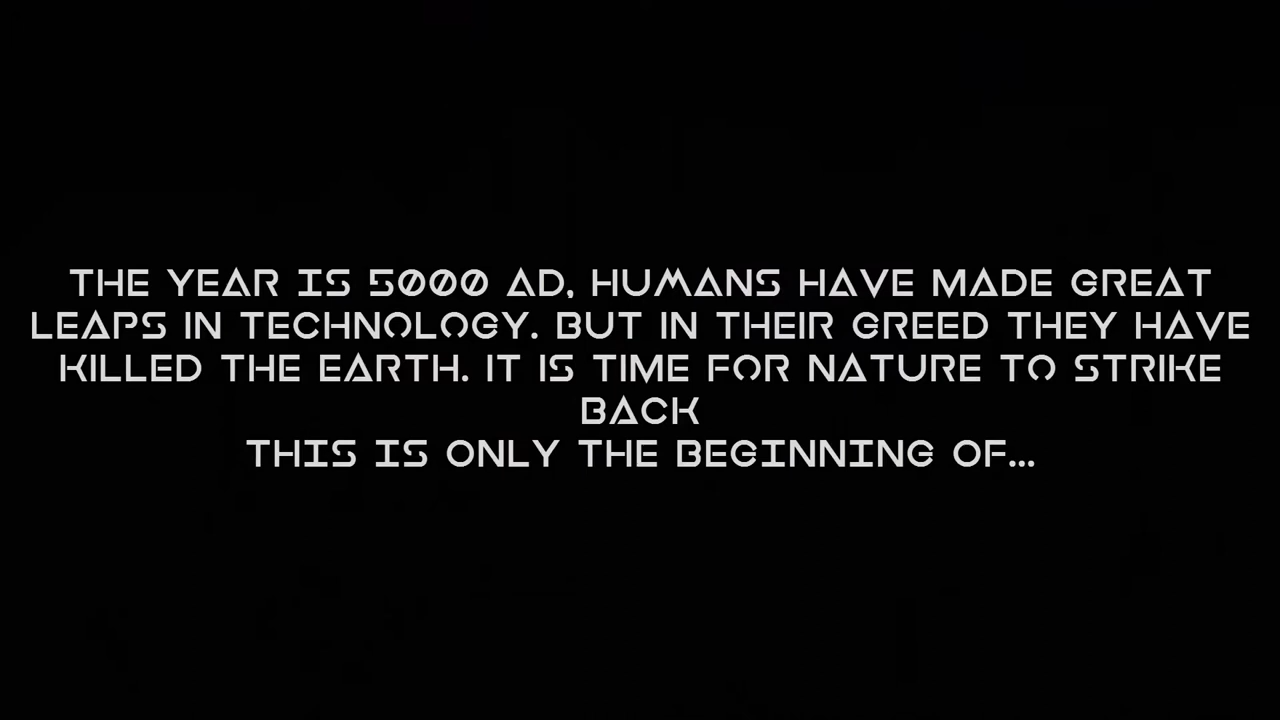 THE YEAR IS 5000 AD, HUMANS HAVE MADE GREAT
LEAPS IN TECHNOLOGY. BUT IN THEIR GREED THEY HAVE
KILLED THE EARTH. IT IS TIME FOR NATURE TO STRIKE
BACK
THIS IS ONLY THE BEGINNING OF...